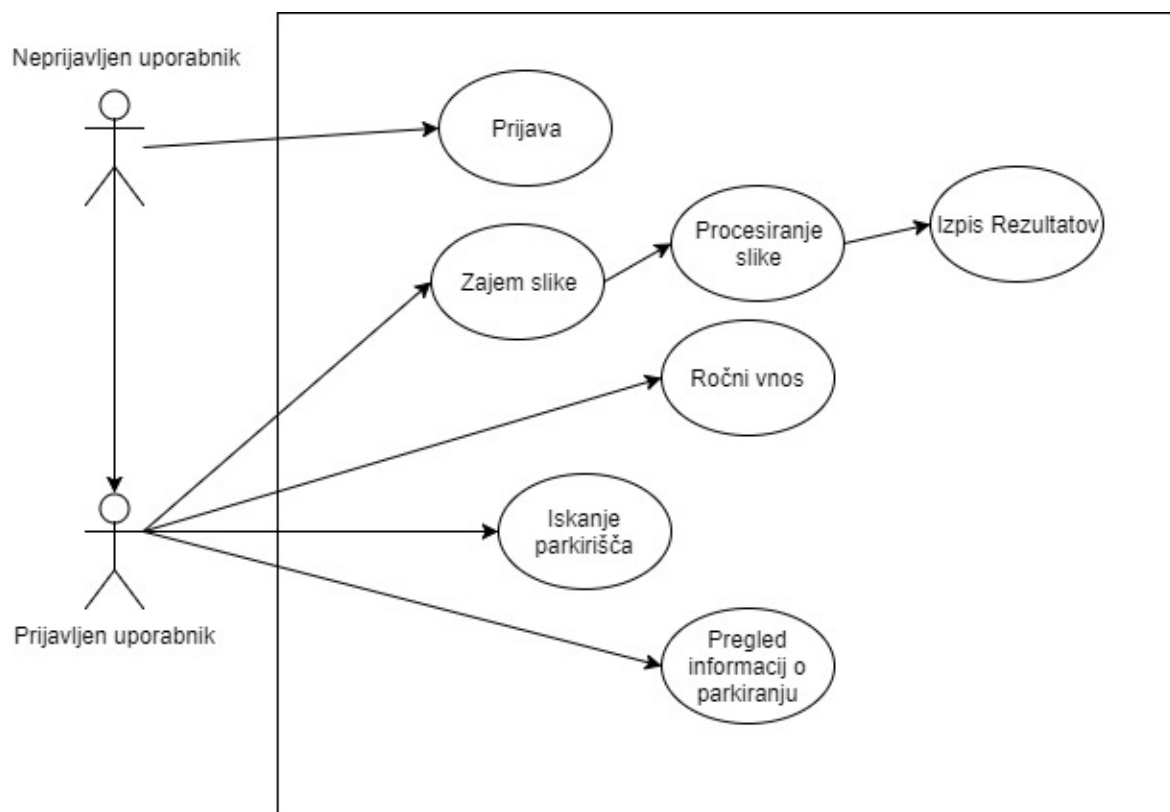 Neprijavljen uporabnik
Prijava
Procesiranje
slike
Izpis Rezultatov
Zajem slike
Ročni vnos
Iskanje
parkirišča
Prijavljen uporabnik
Pregled
informacij o
parkiranju